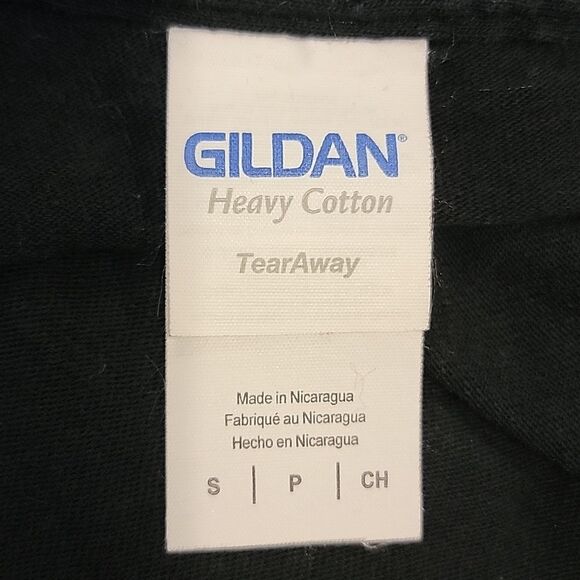 GILDAN®
Heavy Cotton
TearAway
Made in Nicaragua
Fabriqué au Nicaragua
Hecho en Nicaragua
S | P | CH